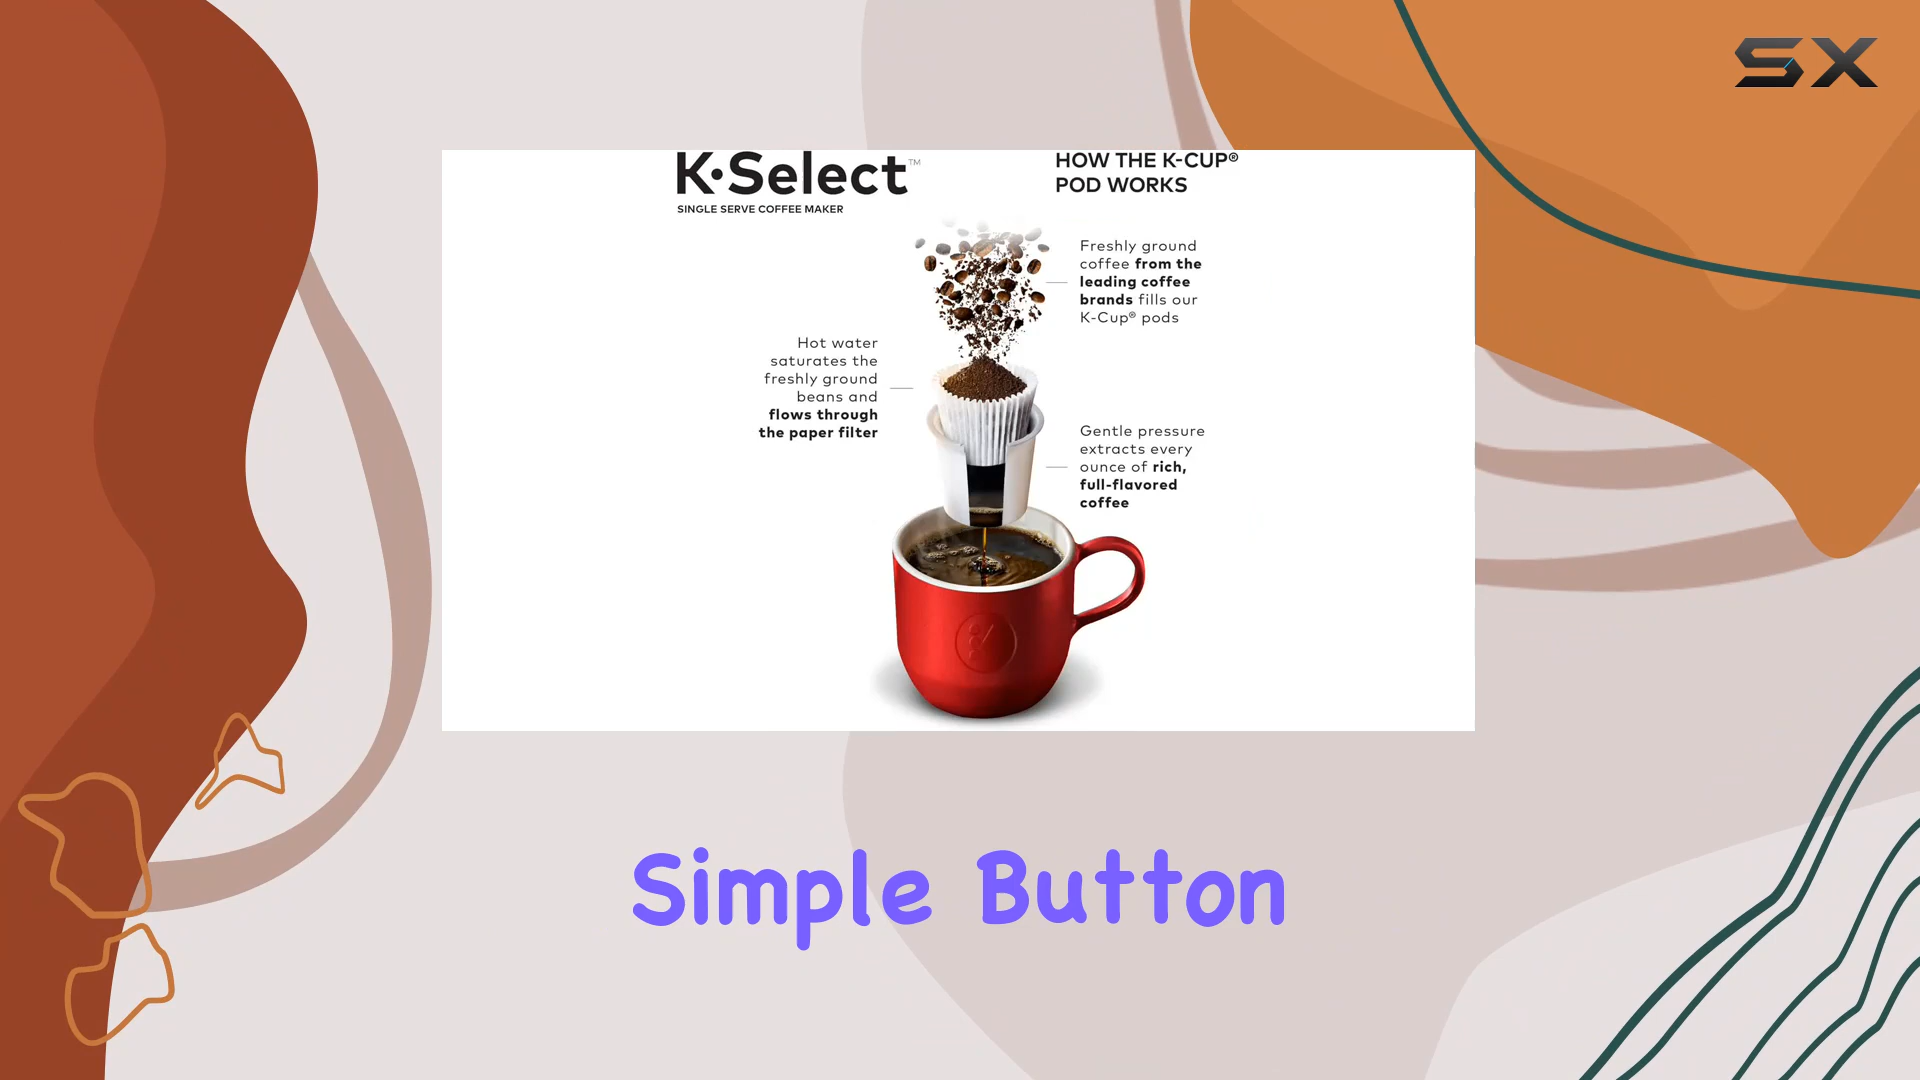 SX
K•Select™
SINGLE SERVE COFFEE MAKER
HOW THE K-CUP®
POD WORKS
Freshly ground
coffee from the
leading coffee
brands fills our
K-Cup® pods
Hot water
saturates the
freshly ground
beans and
flows through
the paper filter
Gentle pressure
extracts every
ounce of rich,
full-flavored
coffee
Simple Button